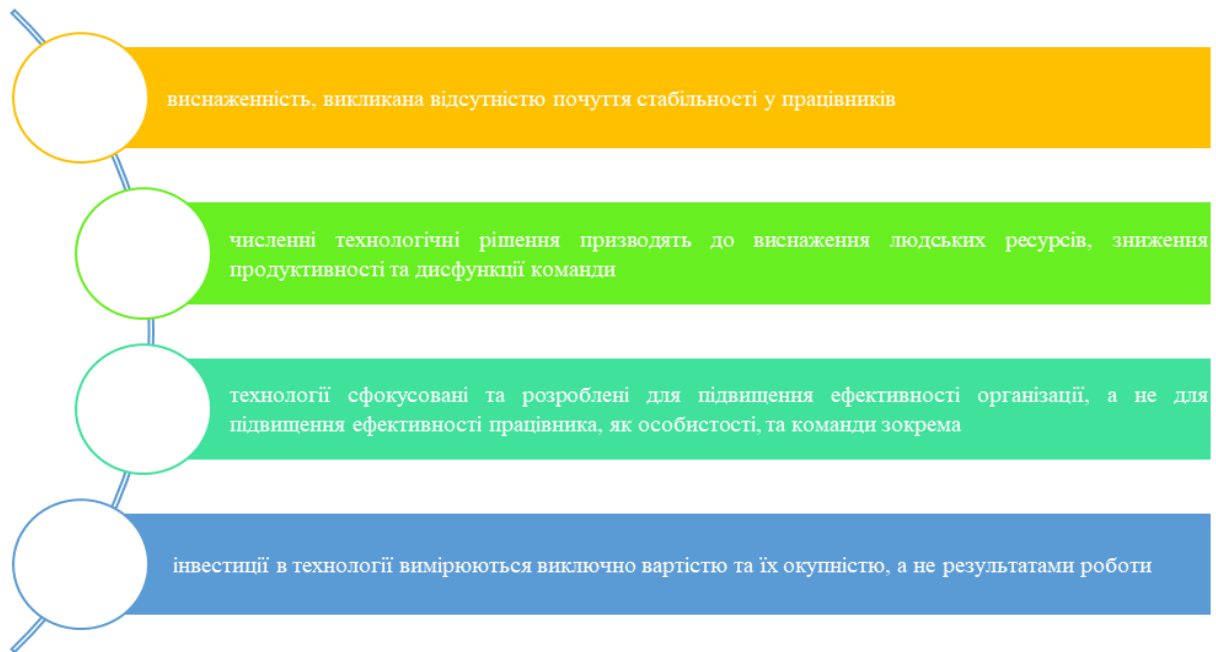 виснаженність, викликана відсутністю почуття стабільності у працівників
численні технологічні рішення призводять до виснаження людських ресурсів, зниження
продуктивності та дисфункції команди
технології сфокусовані та розроблені для підвищення ефективності організації, а не для
підвищення ефективності працівника, як особистості, та команди зокрема
інвестиції в технології вимірюються виключно вартістю та їх окупністю, а не результатами роботи